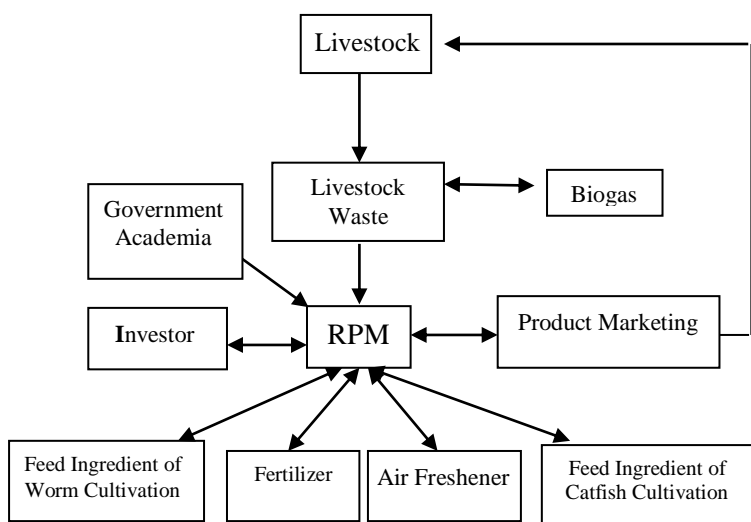 Livestock
Livestock
Waste
Biogas
Government
Academia
Investor
RPM
Product Marketing
Feed Ingredient of
Worm Cultivation
Fertilizer
Air Freshener
Feed Ingredient of
Catfish Cultivation